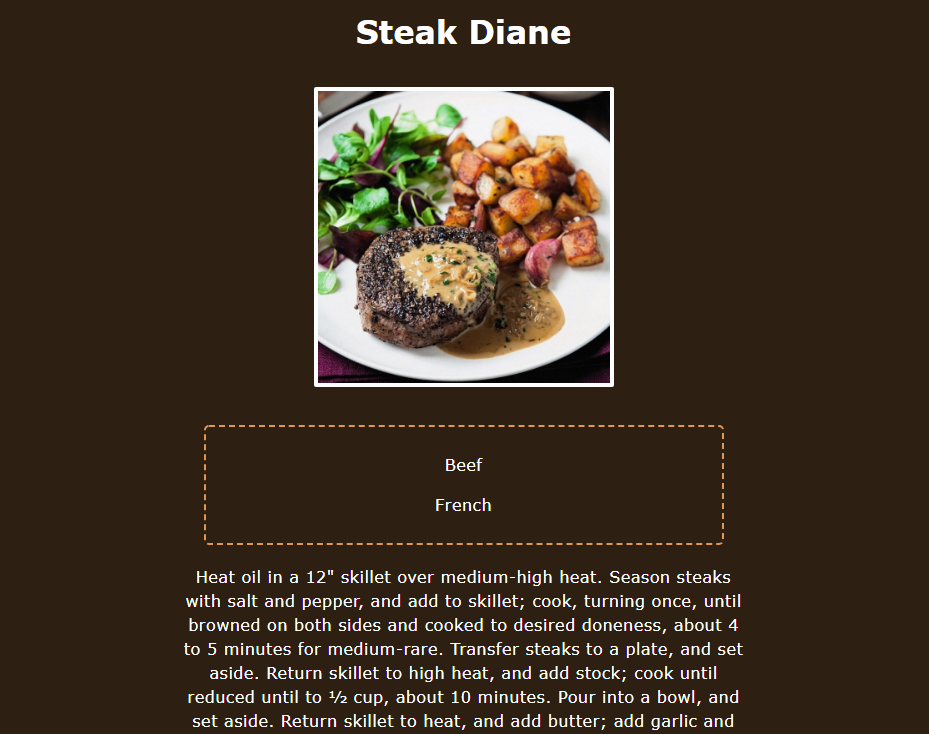 Steak Diane
Beef
French
Heat oil in a 12" skillet over medium-high heat. Season steaks
with salt and pepper, and add to skillet; cook, turning once, until
browned on both sides and cooked to desired doneness, about 4
to 5 minutes for medium-rare. Transfer steaks to a plate, and set
aside. Return skillet to high heat, and add stock; cook until
reduced until to ½ cup, about 10 minutes. Pour into a bowl, and
set aside. Return skillet to heat, and add butter; add garlic and